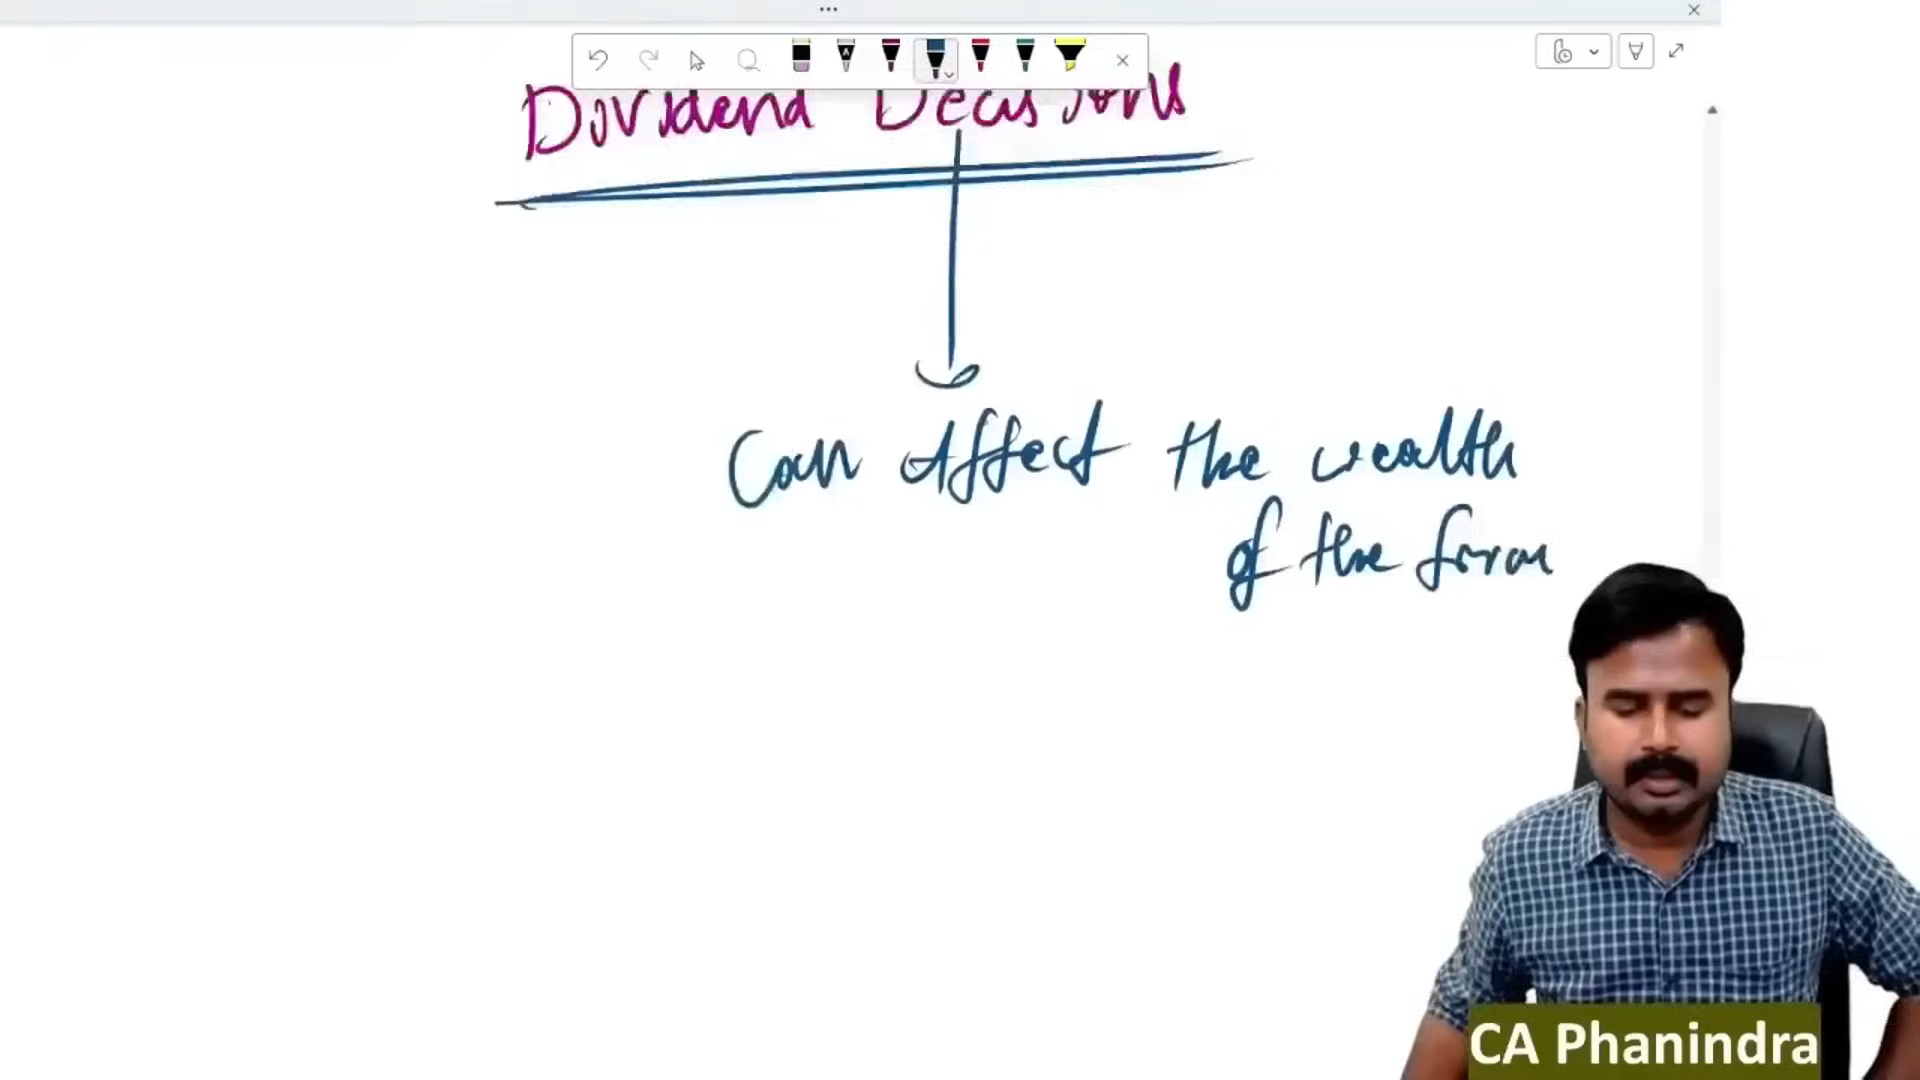 Dividend Decisions
Can Affect the wealth
of the firm
CA Phanindra